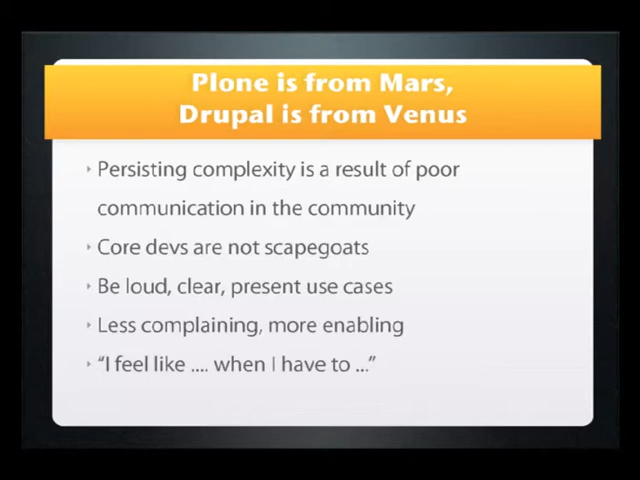 Plone is from Mars,
Drupal is from Venus
Persisting complexity is a result of poor
communication in the community
Core devs are not scapegoats
Be loud, clear, present use cases
Less complaining, more enabling
“I feel like .... when I have to ...”